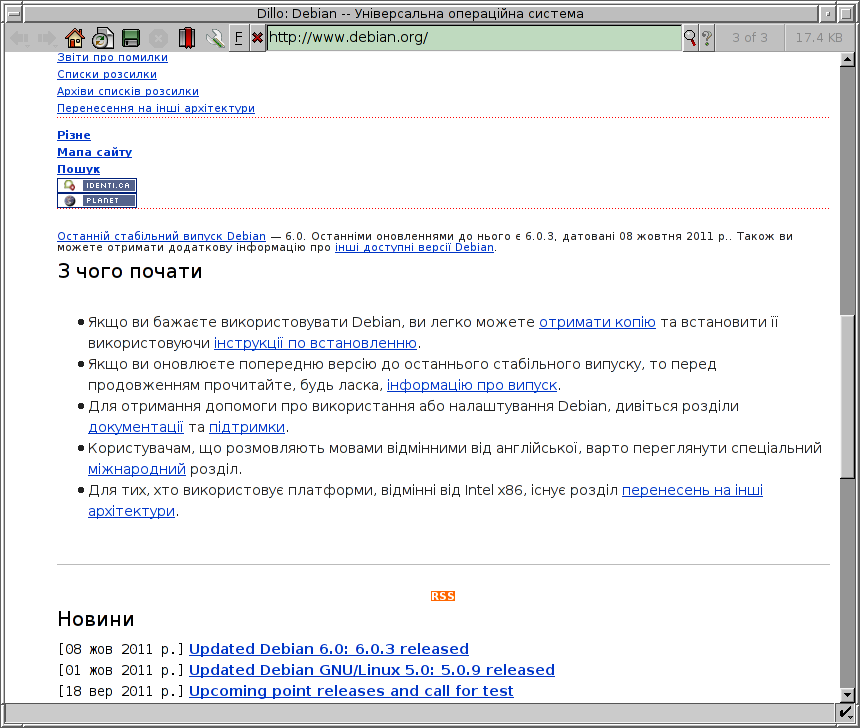 Dillo: Debian -- Універсальна операційна система
F http://www.debian.org/ ? 3 of 3 17.4 KB
Звіти про помилки
Списки розсилки
Архіви списків розсилки
Перенесення на інші архітектури
Різне
Мапа сайту
Пошук
IDENTI.CA
PLANET
Останній стабільний випуск Debian — 6.0. Останніми оновленнями до нього є 6.0.3, датовані 08 жовтня 2011 р.. Також ви
можете отримати додаткову інформацію про інші доступні версії Debian.
З чого почати
Якщо ви бажаєте використовувати Debian, ви легко можете отримати копію та встановити її
використовуючи інструкції по встановленню.
Якщо ви оновлюєте попередню версію до останнього стабільного випуску, то перед
продовженням прочитайте, будь ласка, інформацію про випуск.
Для отримання допомоги про використання або налаштування Debian, дивіться розділи
документації та підтримки.
Користувачам, що розмовляють мовами відмінними від англійської, варто переглянути спеціальний
міжнародний розділ.
Для тих, хто використовує платформи, відмінні від Intel x86, існує розділ перенесень на інші
архітектури.
RSS
Новини
[08 жов 2011 р.] Updated Debian 6.0: 6.0.3 released
[01 жов 2011 р.] Updated Debian GNU/Linux 5.0: 5.0.9 released
[18 вер 2011 р.] Upcoming point releases and call for test